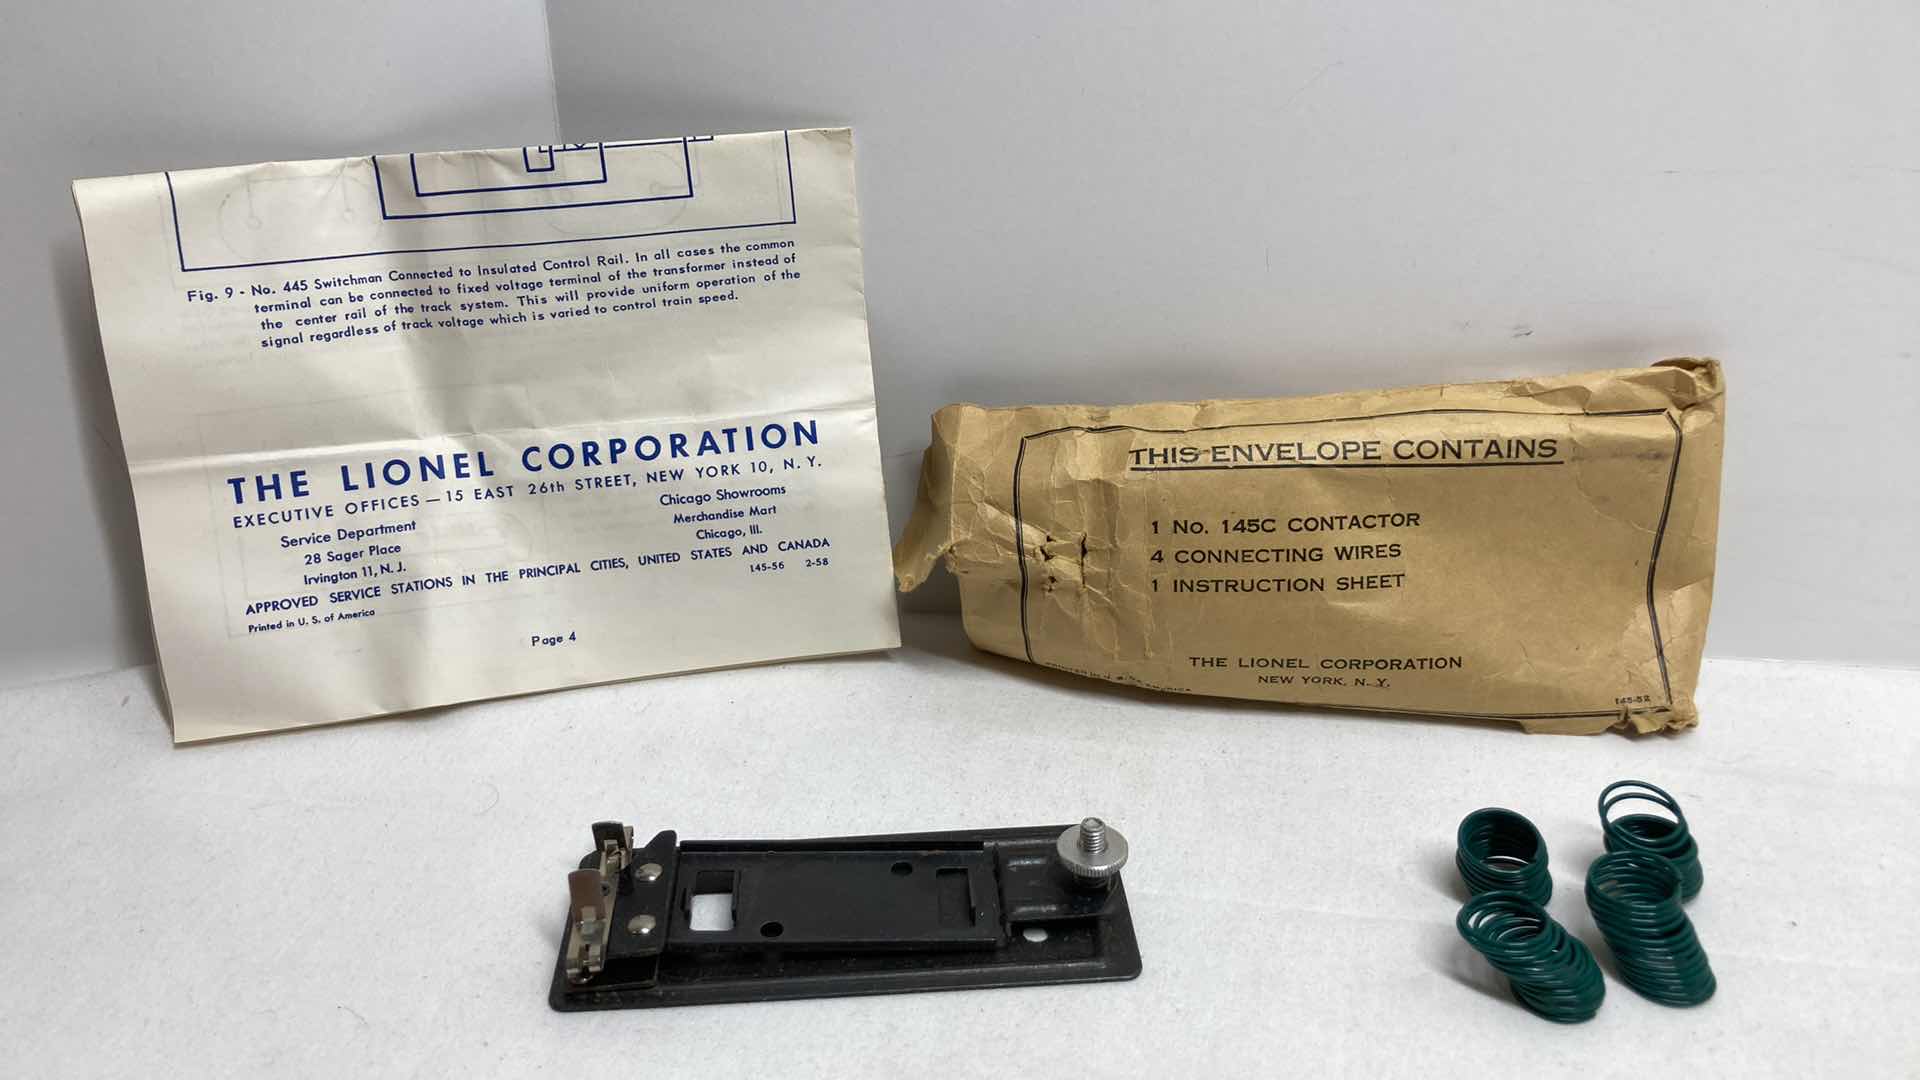 Fig. 9 - No. 445 Switchman Connected to Insulated Control Rail. In all cases the common
terminal can be connected to fixed voltage terminal of the transformer instead of
the center rail of the track system. This will provide uniform operation of the
signal regardless of track voltage which is varied to control train speed.
THE LIONEL CORPORATION
EXECUTIVE OFFICES — 15 EAST 26th STREET, NEW YORK 10, N. Y.
Service Department
28 Sager Place
Irvington 11, N. J.
Chicago Showrooms
Merchandise Mart
Chicago, Ill.
APPROVED SERVICE STATIONS IN THE PRINCIPAL CITIES, UNITED STATES AND CANADA
Printed in U. S. of America
145-56 2-58
Page 4
THIS ENVELOPE CONTAINS
1 No. 145C CONTACTOR
4 CONNECTING WIRES
1 INSTRUCTION SHEET
THE LIONEL CORPORATION
NEW YORK, N. Y.
PRINTED IN U. S. OF AMERICA
145-52